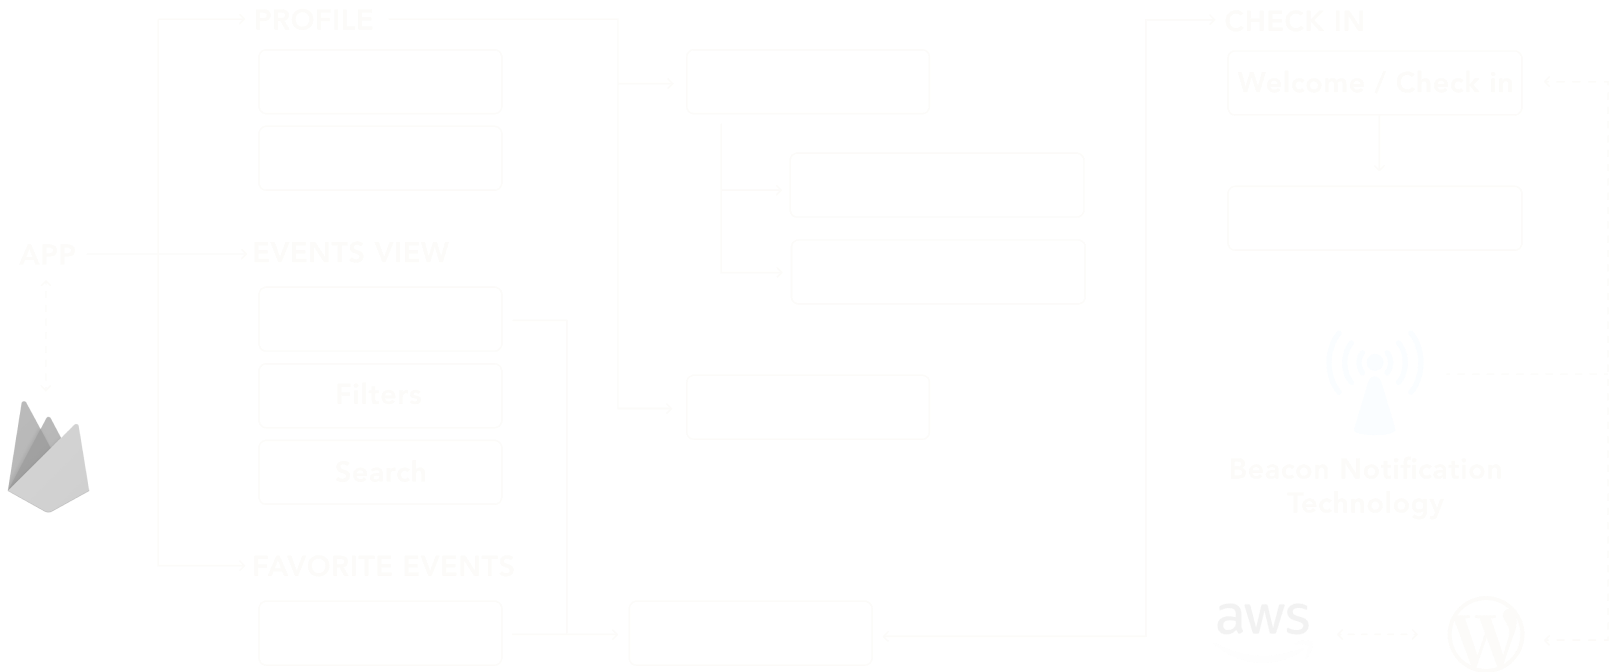 PROFILE
CHECK IN
Welcome / Check in
APP
EVENTS VIEW
Filters
Search
Beacon Notification
Technology
FAVORITE EVENTS
aws